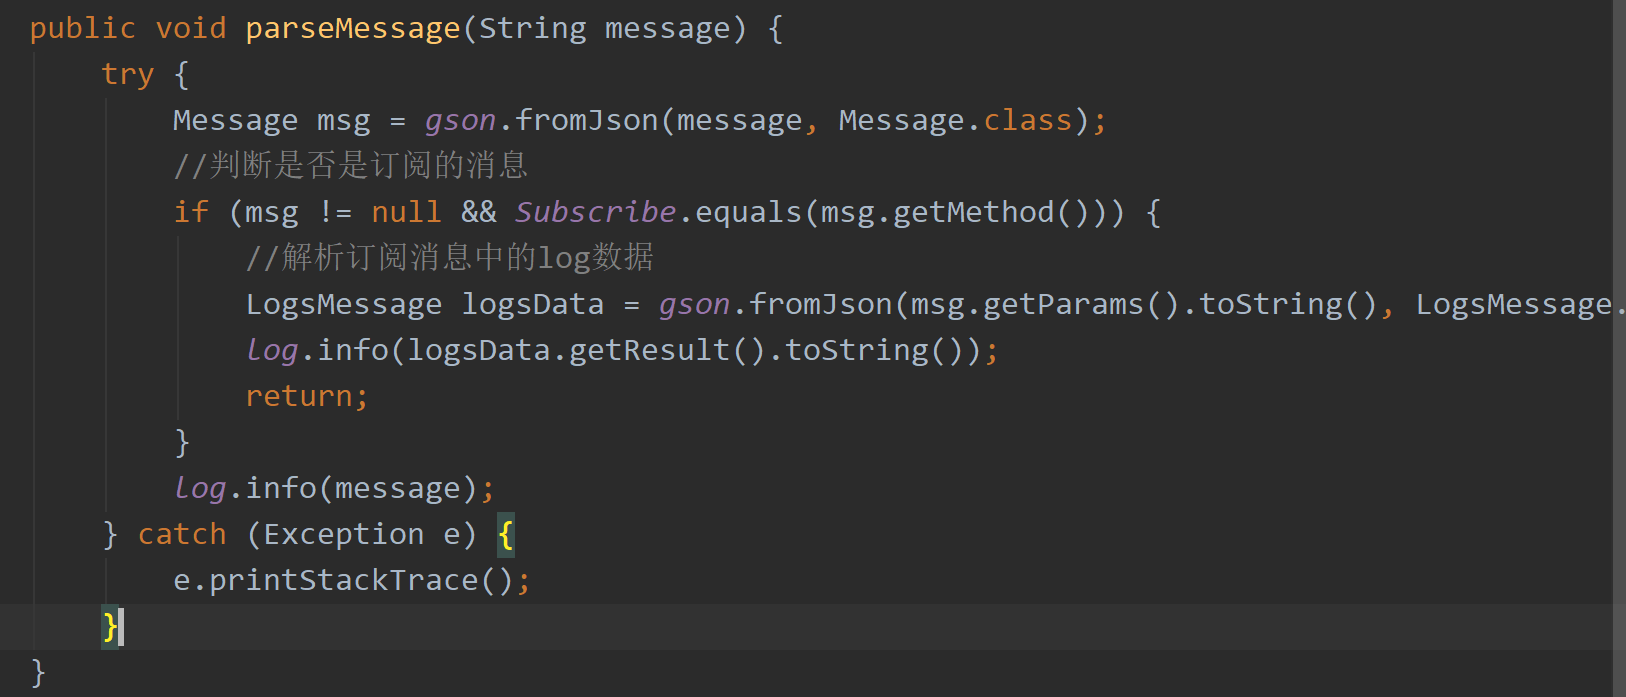 public void parseMessage(String message) {
try {
Message msg = gson.fromJson(message, Message.class);
//判断是否是订阅的消息
if (msg != null && Subscribe.equals(msg.getMethod())) {
//解析订阅消息中的log数据
LogsMessage logsData = gson.fromJson(msg.getParams().toString(), LogsMessage.
log.info(logsData.getResult().toString());
return;
}
log.info(message);
} catch (Exception e) {
e.printStackTrace();
}
}